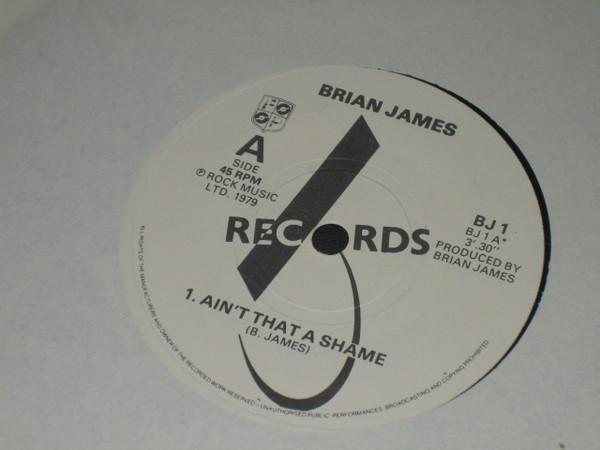 BRIAN JAMES
A
SIDE
45 RPM
℗ ROCK MUSIC
LTD. 1979
RECORDS
BJ 1
BJ 1 A*
3'.30"
PRODUCED BY
BRIAN JAMES
1. AIN'T THAT A SHAME
(B. JAMES)
ALL RIGHTS OF THE MANUFACTURERS AND OWNER OF THE RECORDED WORK RESERVED – UNAUTHORISED PUBLIC PERFORMANCES BROADCASTING AND COPYING PROHIBITED